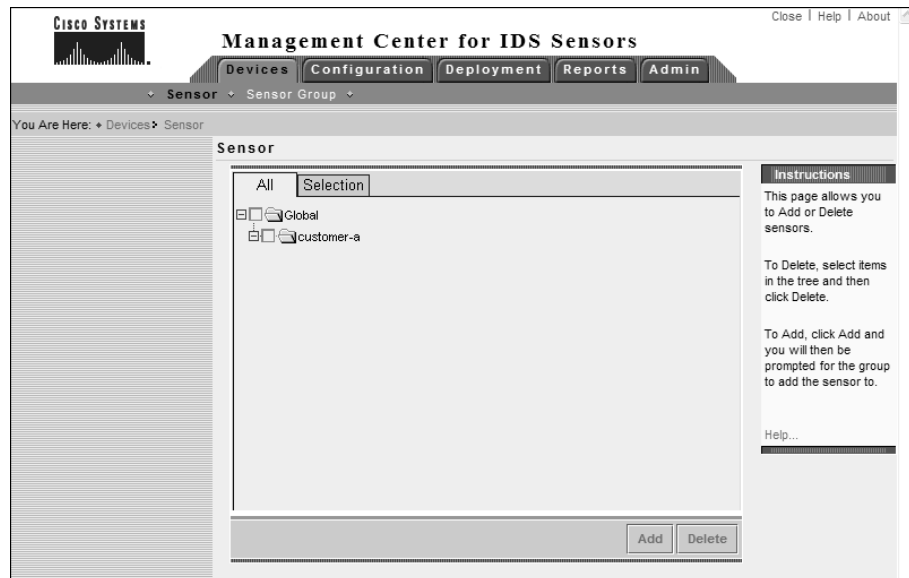 Close | Help | About
CISCO SYSTEMS
Management Center for IDS Sensors
Devices Configuration Deployment Reports Admin
Sensor Sensor Group
You Are Here: Devices Sensor
Sensor
All Selection
Global
customer-a
Instructions
This page allows you
to Add or Delete
sensors.
To Delete, select items
in the tree and then
click Delete.
To Add, click Add and
you will then be
prompted for the group
to add the sensor to.
Help...
Add Delete